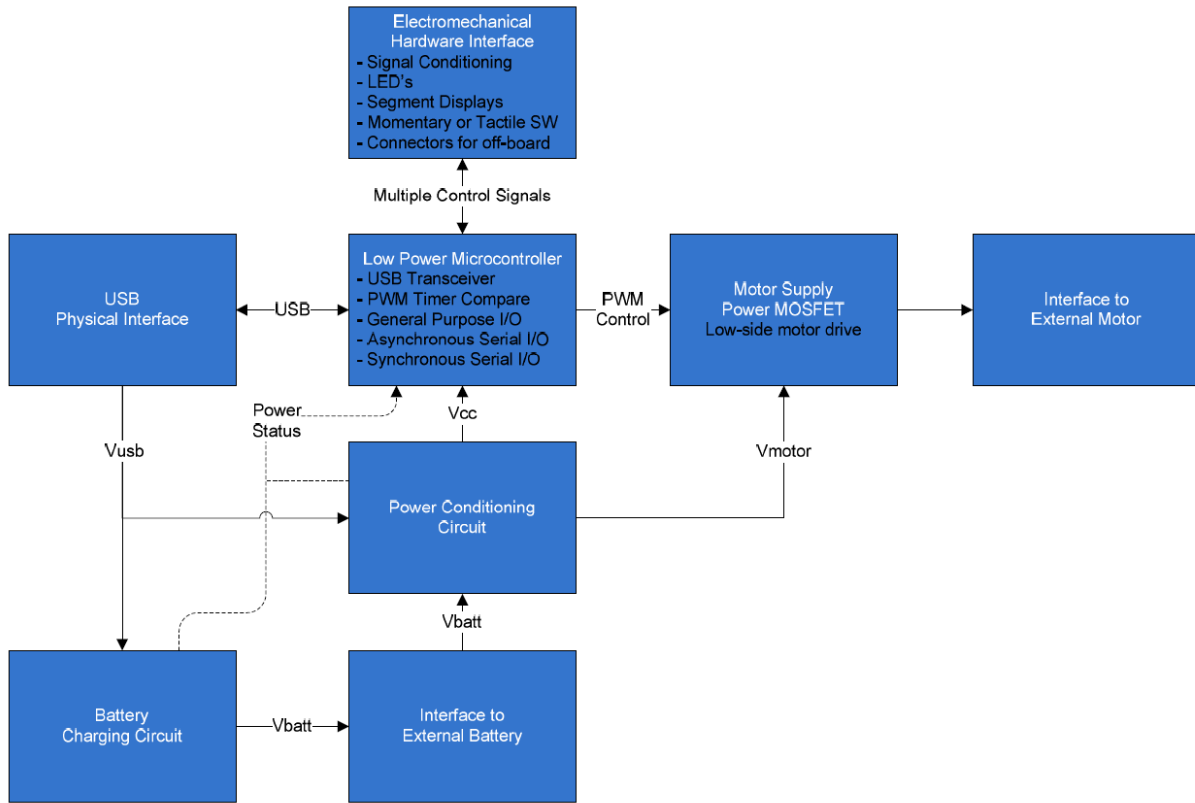 Electromechanical
Hardware Interface
- Signal Conditioning
- LED's
- Segment Displays
- Momentary or Tactile SW
- Connectors for off-board
Multiple Control Signals
USB
Physical Interface
USB
Low Power Microcontroller
- USB Transceiver
- PWM Timer Compare
- General Purpose I/O
- Asynchronous Serial I/O
- Synchronous Serial I/O
PWM
Control
Motor Supply
Power MOSFET
Low-side motor drive
Interface to
External Motor
Power
Status
Vcc
Vusb
Vmotor
Power Conditioning
Circuit
Vbatt
Battery
Charging Circuit
Vbatt
Interface to
External Battery